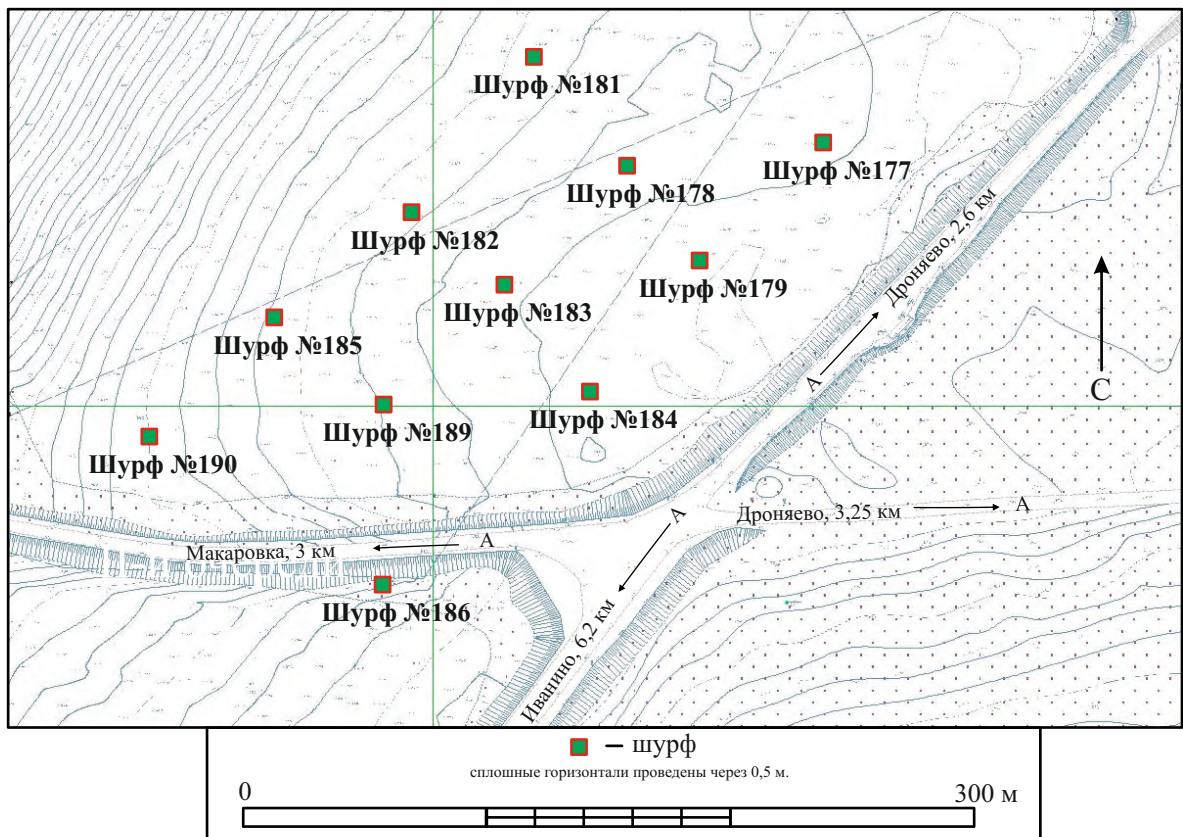 Шурф №181
Шурф №177
Шурф №178
Шурф №182
Дроняево, 2,6 км
Шурф №179
Шурф №183
Шурф №185
А
С
Шурф №184
Шурф №189
Шурф №190
А
Дроняево, 3,25 км
А
Макаровка, 3 км
А
Шурф №186
Иванино, 6,2 км
– шурф
сплошные горизонтали проведены через 0,5 м.
0
300 м